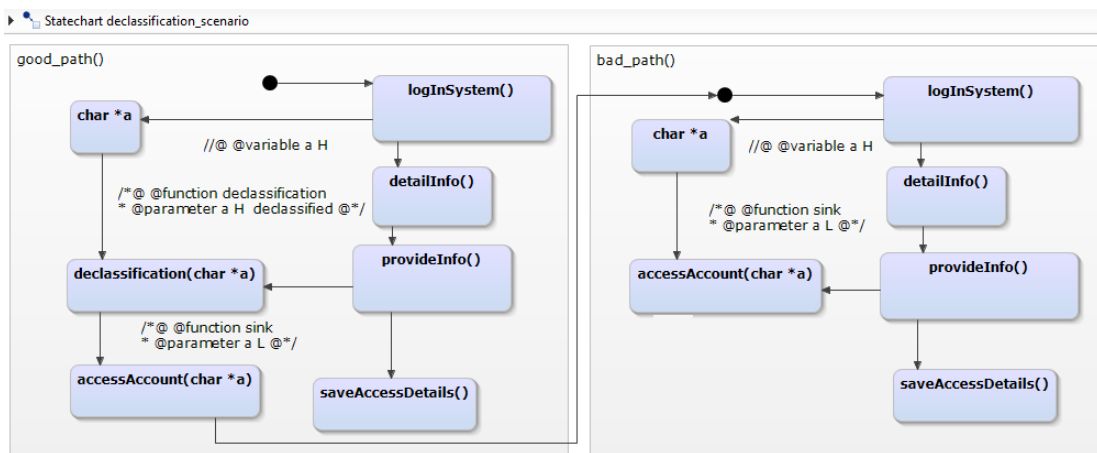 Statechart declassification_scenario
good_path()
logInSystem()
char *a
//@ @variable a H
detailInfo()
/*@ @function declassification
* @parameter a H  declassified @*/
provideInfo()
declassification(char *a)
/*@ @function sink
* @parameter a L @*/
accessAccount(char *a)
saveAccessDetails()
bad_path()
logInSystem()
char *a
//@ @variable a H
detailInfo()
/*@ @function sink
* @parameter a L @*/
provideInfo()
accessAccount(char *a)
saveAccessDetails()